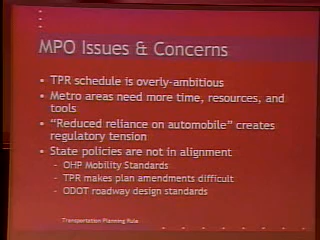 MPO Issues & Concerns
• TPR schedule is overly-ambitious
• Metro areas need more time, resources, and
tools
• “Reduced reliance on automobile” creates
regulatory tension
• State policies are not in alignment
- OHP Mobility Standards
- TPR makes plan amendments difficult
- ODOT roadway design standards
Transportation Planning Rule